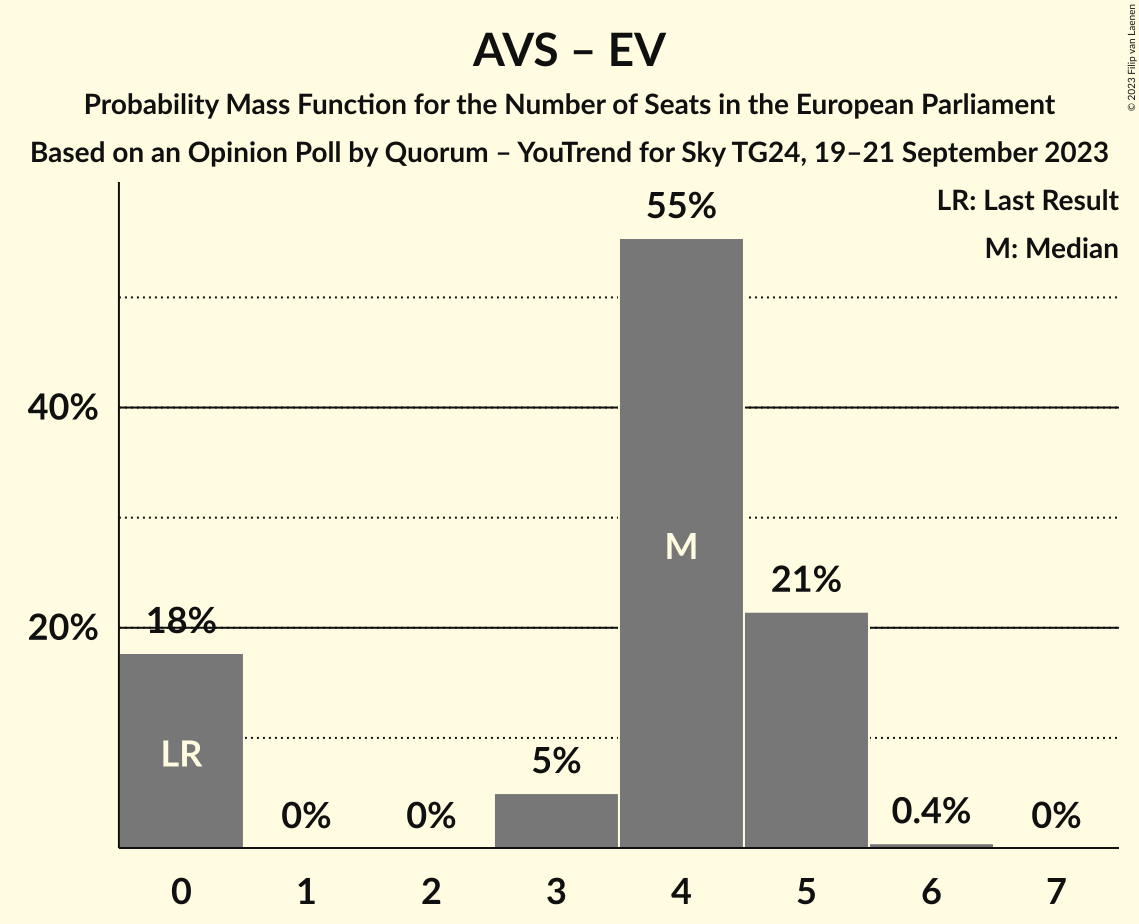 AVS – EV
Probability Mass Function for the Number of Seats in the European Parliament
Based on an Opinion Poll by Quorum – YouTrend for Sky TG24, 19–21 September 2023
© 2023 Filip van Laenen
LR: Last Result
M: Median
55%
40%
M
21%
20%
18%
LR
5%
0%
0%
0.4%
0%
0 1 2 3 4 5 6 7